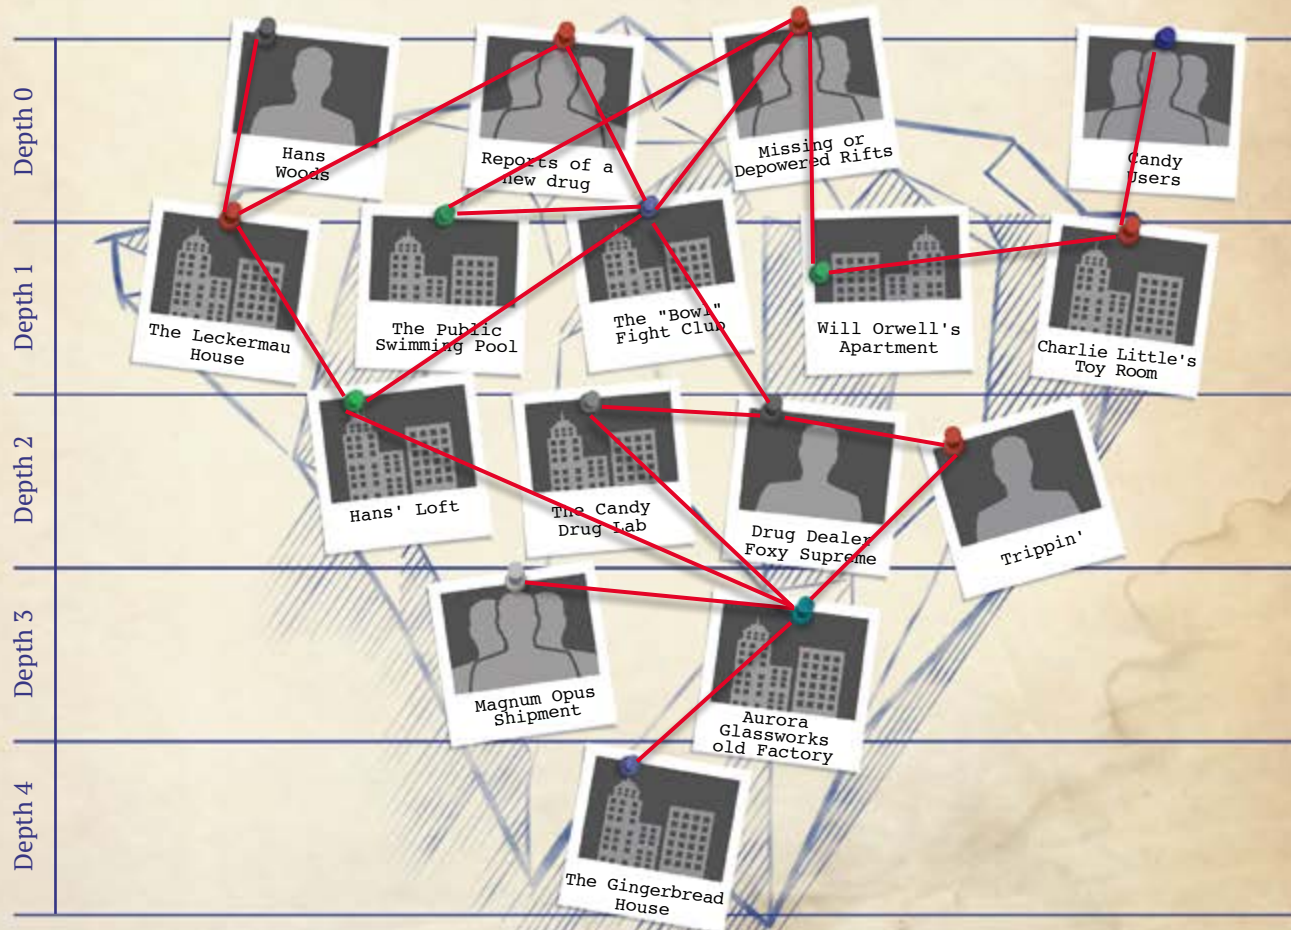 Depth 0
Hans
Woods
Reports of a
new drug
Missing or
Depowered Rifts
Candy
Users
Depth 1
The Leckermau
House
The Public
Swimming Pool
The "Bowl"
Fight Club
Will Orwell's
Apartment
Charlie Little's
Toy Room
Depth 2
Hans' Loft
The Candy
Drug Lab
Drug Dealer
Foxy Supreme
Trippin'
Depth 3
Magnum Opus
Shipment
Aurora
Glassworks
old Factory
Depth 4
The Gingerbread
House